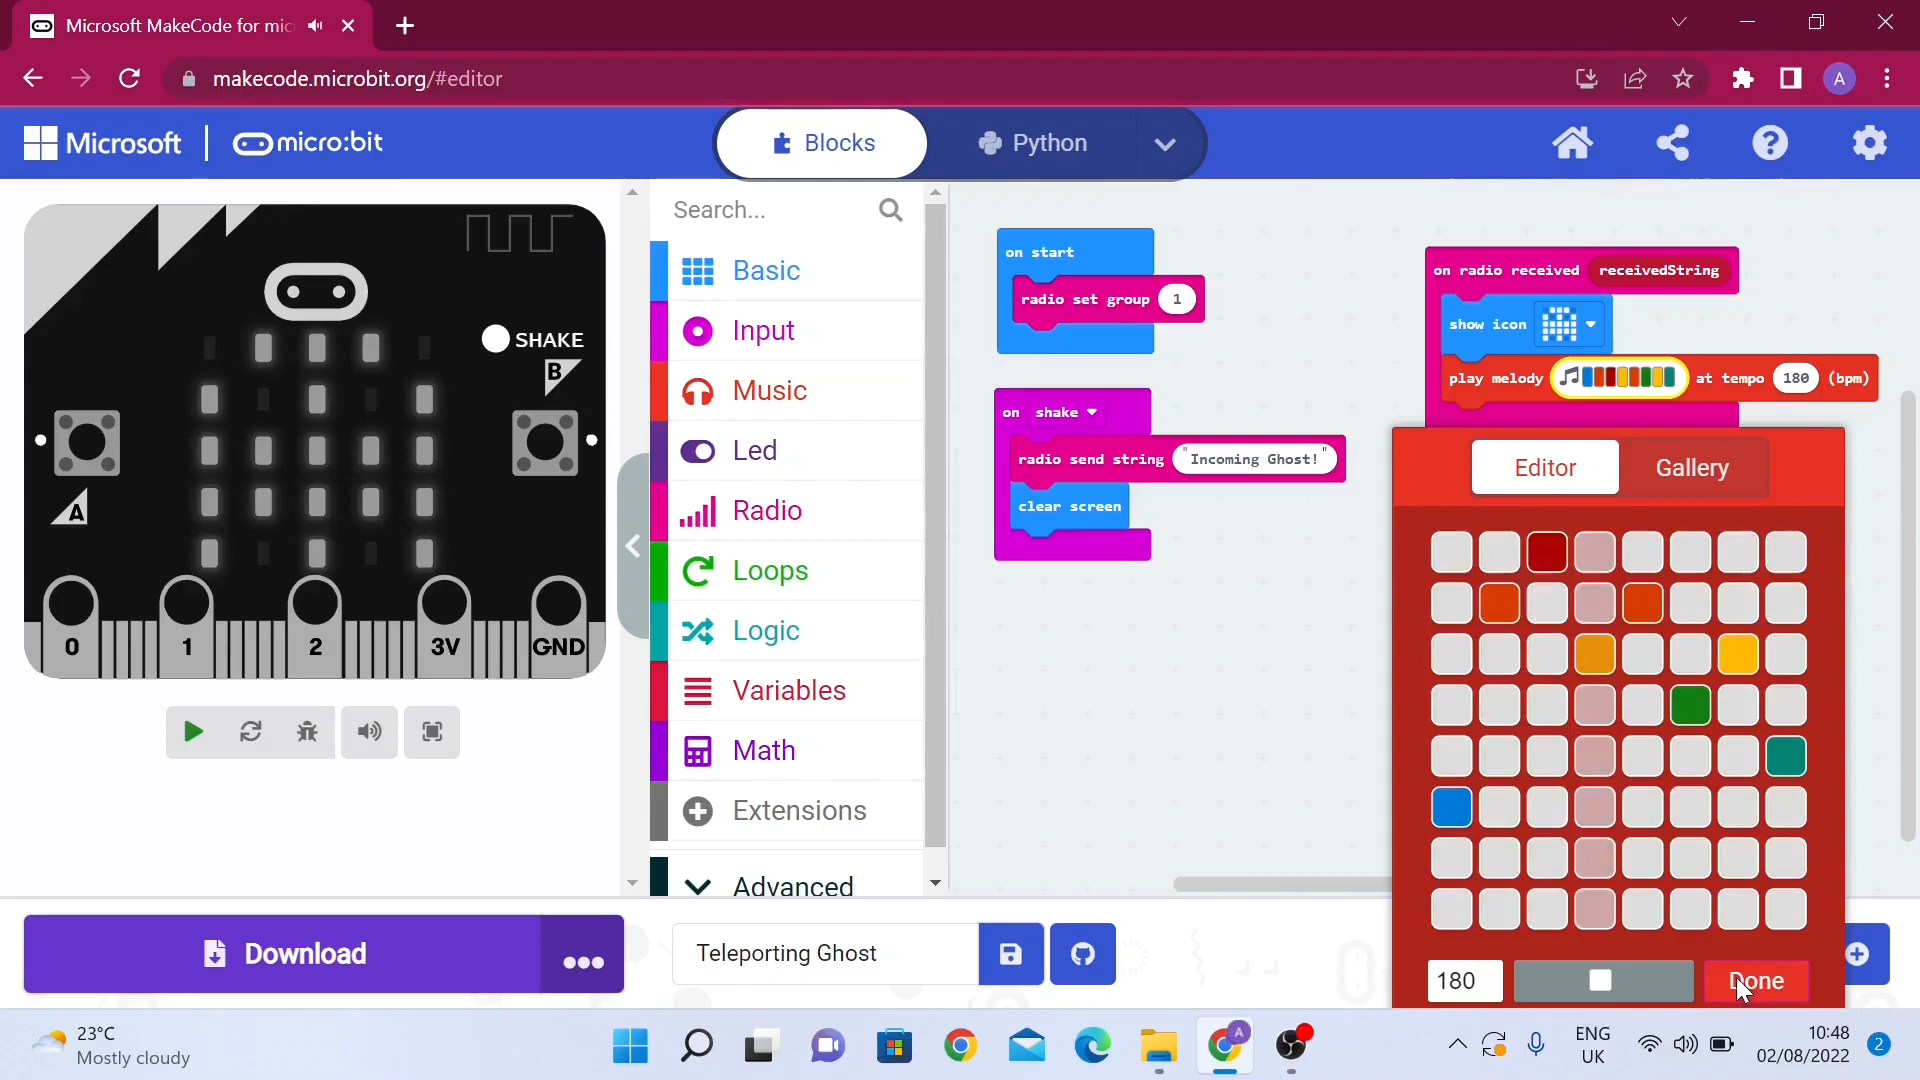 Microsoft MakeCode for mic
makecode.microbit.org/#editor
A
Microsoft
micro:bit
Blocks
Python
Search...
Basic
Input
Music
Led
Radio
Loops
Logic
Variables
Math
Extensions
Advanced
SHAKE
B
A
0
1
2
3V
GND
on start
radio set group 1
on shake
radio send string "Incoming Ghost!"
clear screen
on radio received receivedString
show icon
play melody at tempo 180 (bpm)
Editor
Gallery
180
Done
Download
Teleporting Ghost
23°C
Mostly cloudy
A
ENG
UK
10:48
02/08/2022
2